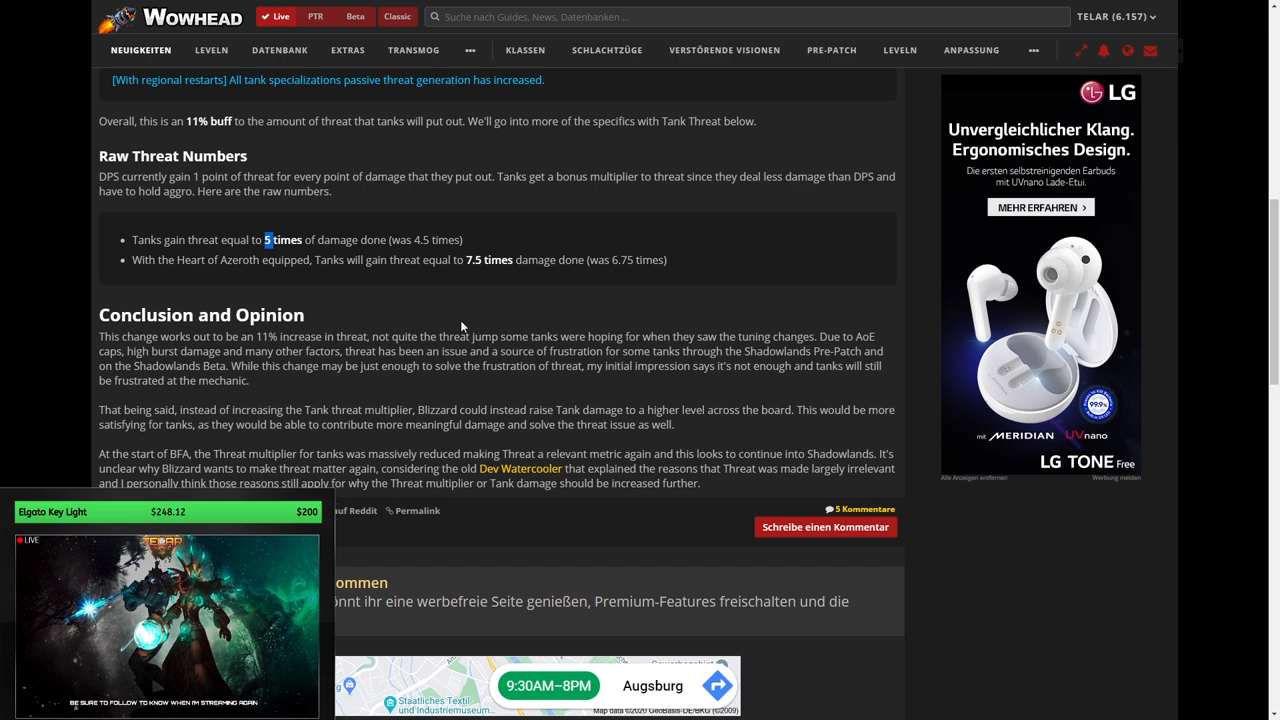 WOWHEAD
Live PTR Beta Classic
Suche nach Guides, News, Datenbanken ...
TELAR (6.157)
NEUIGKEITEN LEVELN DATENBANK EXTRAS TRANSMOG ••• KLASSEN SCHLACHTZÜGE VERSTÖRENDE VISIONEN PRE-PATCH LEVELN ANPASSUNG •••
[With regional restarts] All tank specializations passive threat generation has increased.
Overall, this is an 11% buff to the amount of threat that tanks will put out. We'll go into more of the specifics with Tank Threat below.
Raw Threat Numbers
DPS currently gain 1 point of threat for every point of damage that they put out. Tanks get a bonus multiplier to threat since they deal less damage than DPS and
have to hold aggro. Here are the raw numbers.
• Tanks gain threat equal to 5 times of damage done (was 4.5 times)
• With the Heart of Azeroth equipped, Tanks will gain threat equal to 7.5 times damage done (was 6.75 times)
Conclusion and Opinion
This change works out to be an 11% increase in threat, not quite the threat jump some tanks were hoping for when they saw the tuning changes. Due to AoE
caps, high burst damage and many other factors, threat has been an issue and a source of frustration for some tanks through the Shadowlands Pre-Patch and
on the Shadowlands Beta. While this change may be just enough to solve the frustration of threat, my initial impression says it's not enough and tanks will still
be frustrated at the mechanic.
That being said, instead of increasing the Tank threat multiplier, Blizzard could instead raise Tank damage to a higher level across the board. This would be more
satisfying for tanks, as they would be able to contribute more meaningful damage and solve the threat issue as well.
At the start of BFA, the Threat multiplier for tanks was massively reduced making Threat a relevant metric again and this looks to continue into Shadowlands. It's
unclear why Blizzard wants to make threat matter again, considering the old Dev Watercooler that explained the reasons that Threat was made largely irrelevant
and I personally think those reasons still apply for why the Threat multiplier or Tank damage should be increased further.
auf Reddit Permalink
5 Kommentare
Schreibe einen Kommentar
ommen
önnt ihr eine werbefreie Seite genießen, Premium-Features freischalten und die
LG
Unvergleichlicher Klang.
Ergonomisches Design.
Die ersten selbstreinigenden Earbuds
mit UVnano Lade-Etui.
MEHR ERFAHREN >
99.9%
mit MERIDIAN UVnano
LG TONE Free
Alle Anzeigen entfernen Werbung melden
Elgato Key Light $248.12 $200
LIVE
TELAR
BE SURE TO FOLLOW TO KNOW WHEN I'M STREAMING AGAIN
Staatliches Textil-
und Industriemuseum...
9:30AM–8PM Augsburg
Map data ©2020 GeoBasis-DE/BKG (©2009)